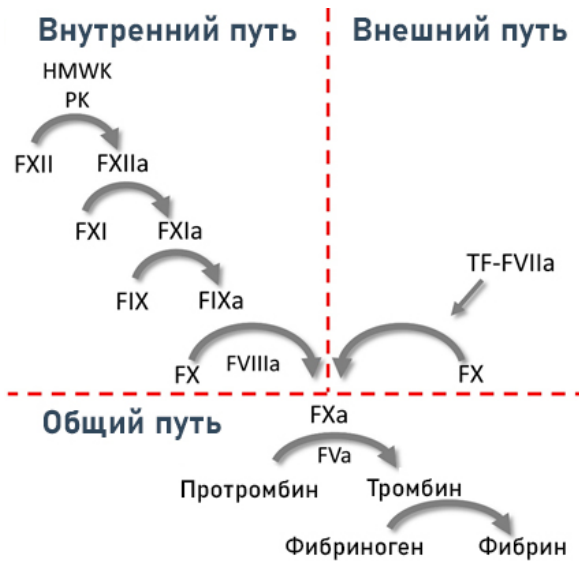 Внутренний путь
Внешний путь
HMWK
PK
FXII FXIIa
FXI FXIa
FIX FIXa
TF-FVIIa
FX FVIIIa
FX
Общий путь
FXa
FVa
Протромбин Тромбин
Фибриноген Фибрин